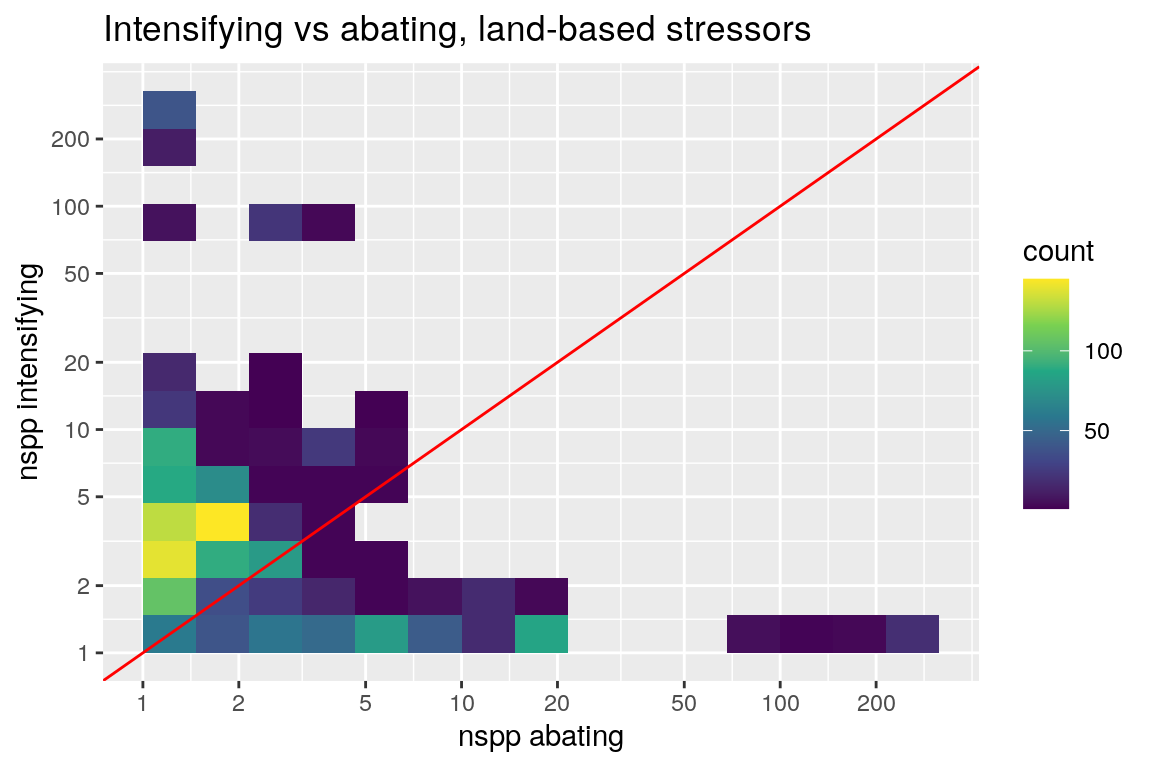 Intensifying vs abating, land-based stressors
nspp intensifying
200
100
50
20
10
5
2
1
1 2 5 10 20 50 100 200
nspp abating
count
100
50